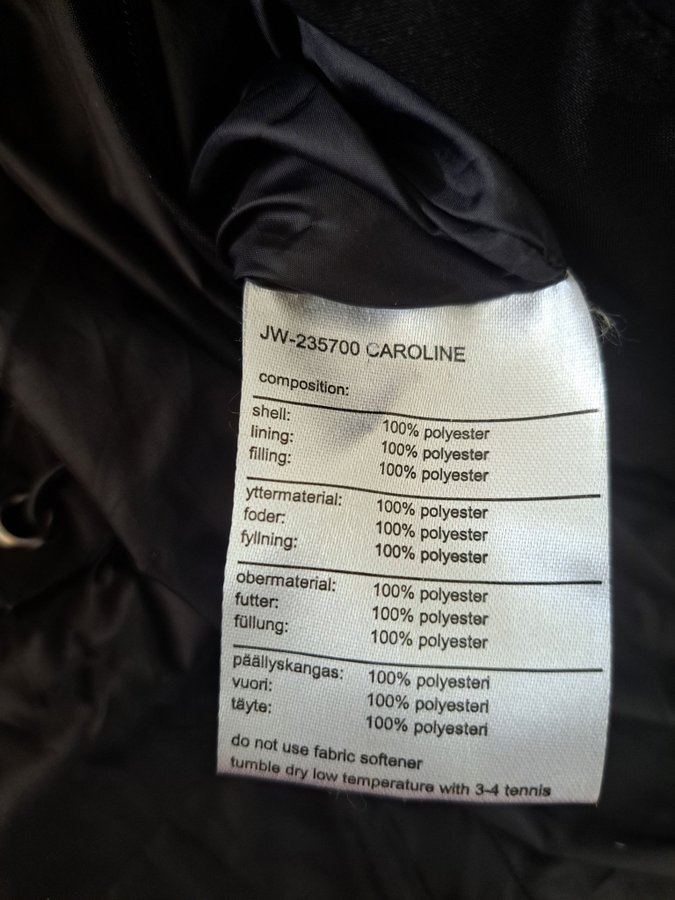 JW-235700 CAROLINE
composition:
shell: 100% polyester
lining: 100% polyester
filling: 100% polyester
yttermaterial: 100% polyester
foder: 100% polyester
fyllning: 100% polyester
obermaterial: 100% polyester
futter: 100% polyester
füllung: 100% polyester
päällyskangas: 100% polyesteri
vuori: 100% polyesteri
täyte: 100% polyesteri
do not use fabric softener
tumble dry low temperature with 3-4 tennis